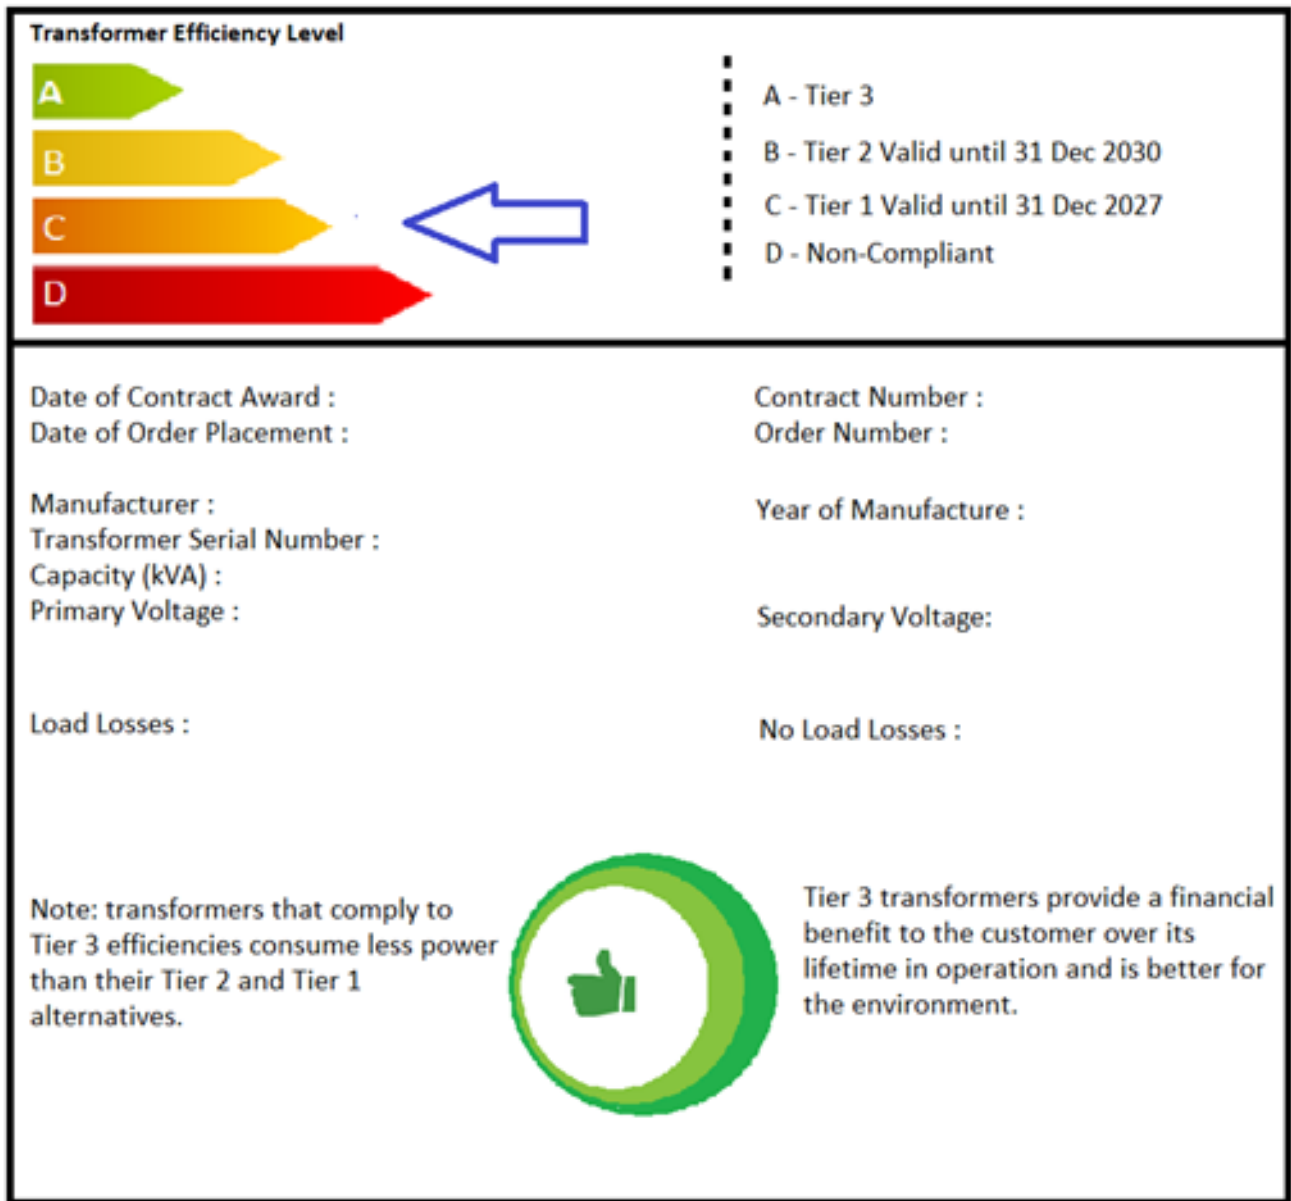 Transformer Efficiency Level
A
B
C
D
A - Tier 3
B - Tier 2 Valid until 31 Dec 2030
C - Tier 1 Valid until 31 Dec 2027
D - Non-Compliant
Date of Contract Award :
Contract Number :
Date of Order Placement :
Order Number :
Manufacturer :
Year of Manufacture :
Transformer Serial Number :
Capacity (kVA) :
Primary Voltage :
Secondary Voltage:
Load Losses :
No Load Losses :
Note: transformers that comply to
Tier 3 efficiencies consume less power
than their Tier 2 and Tier 1
alternatives.
Tier 3 transformers provide a financial
benefit to the customer over its
lifetime in operation and is better for
the environment.